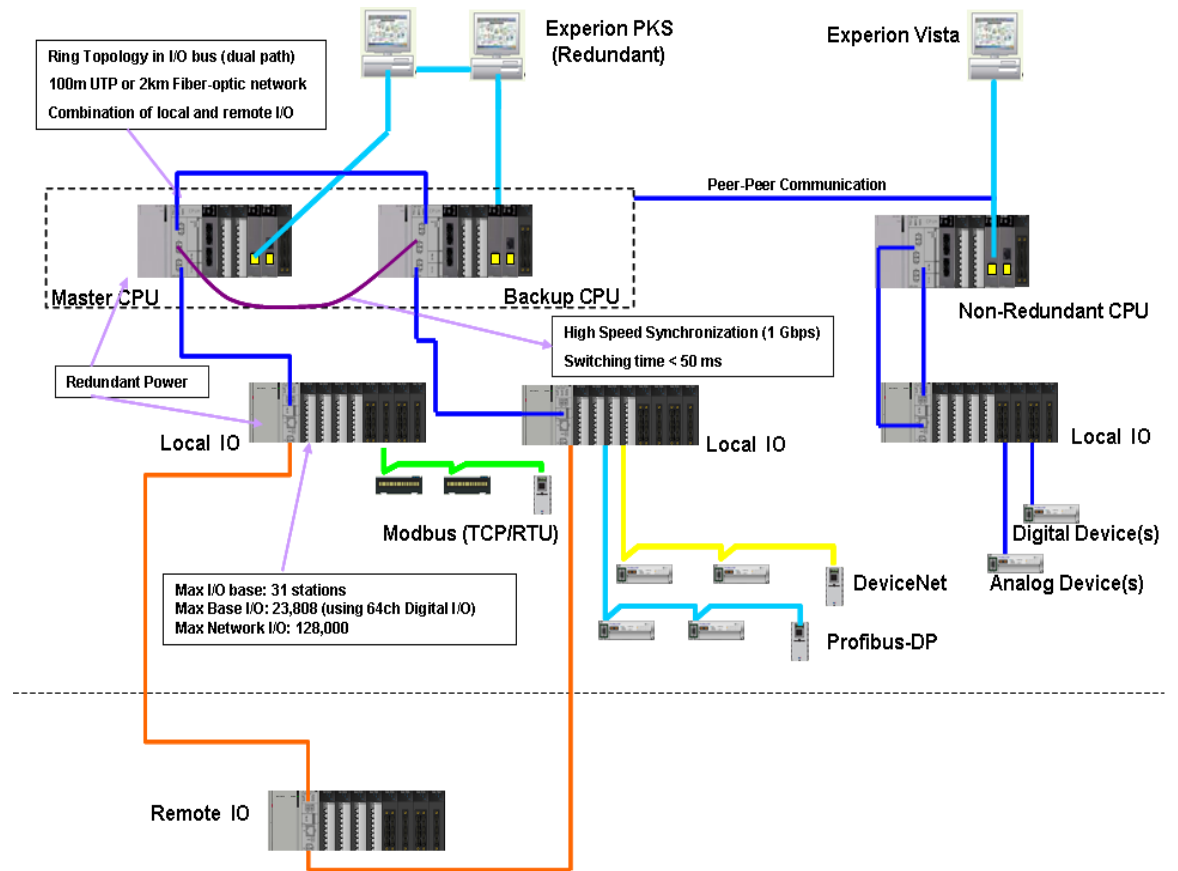 Experion PKS
(Redundant)
Experion Vista
Ring Topology in I/O bus (dual path)
100m UTP or 2km Fiber-optic network
Combination of local and remote I/O
Peer-Peer Communication
Master CPU
Backup CPU
Non-Redundant CPU
High Speed Synchronization (1 Gbps)
Switching time < 50 ms
Redundant Power
Local IO
Local IO
Local IO
Modbus (TCP/RTU)
Digital Device(s)
Analog Device(s)
DeviceNet
Max I/O base: 31 stations
Max Base I/O: 23,808 (using 64ch Digital I/O)
Max Network I/O: 128,000
Profibus-DP
Remote IO